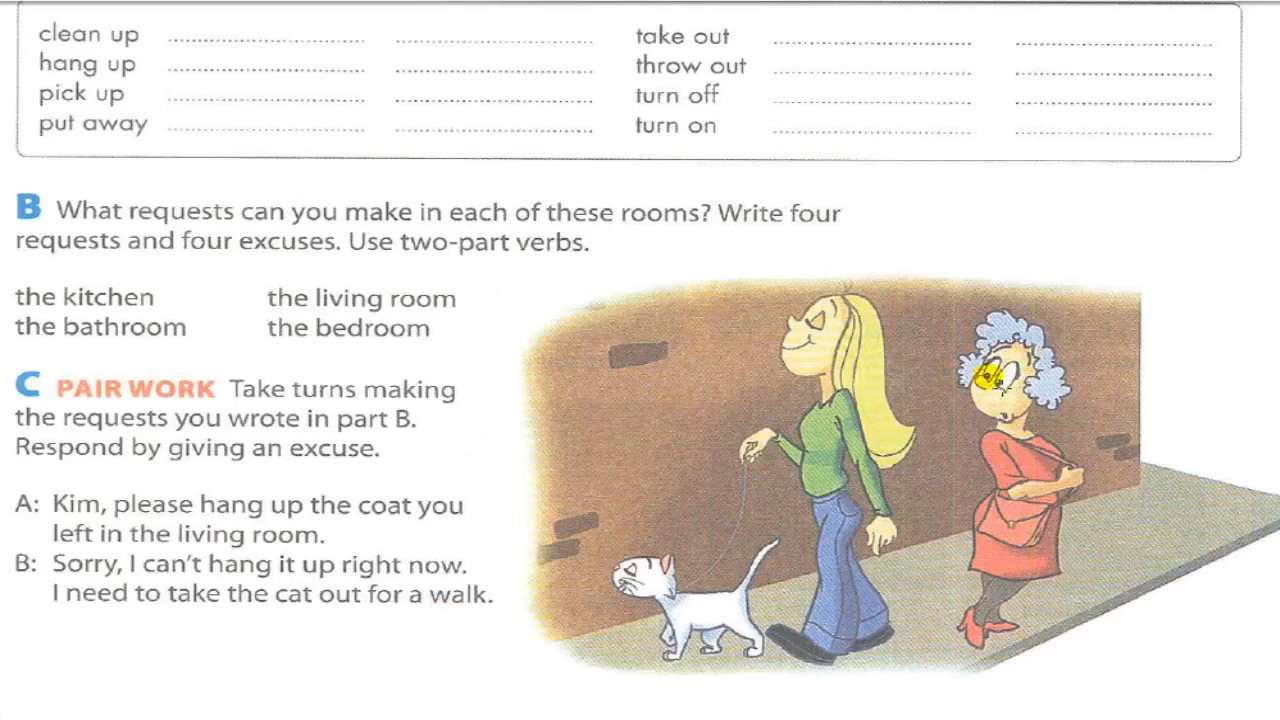 clean up ........................ ........................ take out ........................ ........................
hang up ........................ ........................ throw out ........................ ........................
pick up ........................ ........................ turn off ........................ ........................
put away ........................ ........................ turn on ........................ ........................
B What requests can you make in each of these rooms? Write four
requests and four excuses. Use two-part verbs.
the kitchen the living room
the bathroom the bedroom
C PAIR WORK Take turns making
the requests you wrote in part B.
Respond by giving an excuse.
A: Kim, please hang up the coat you
left in the living room.
B: Sorry, I can't hang it up right now.
I need to take the cat out for a walk.